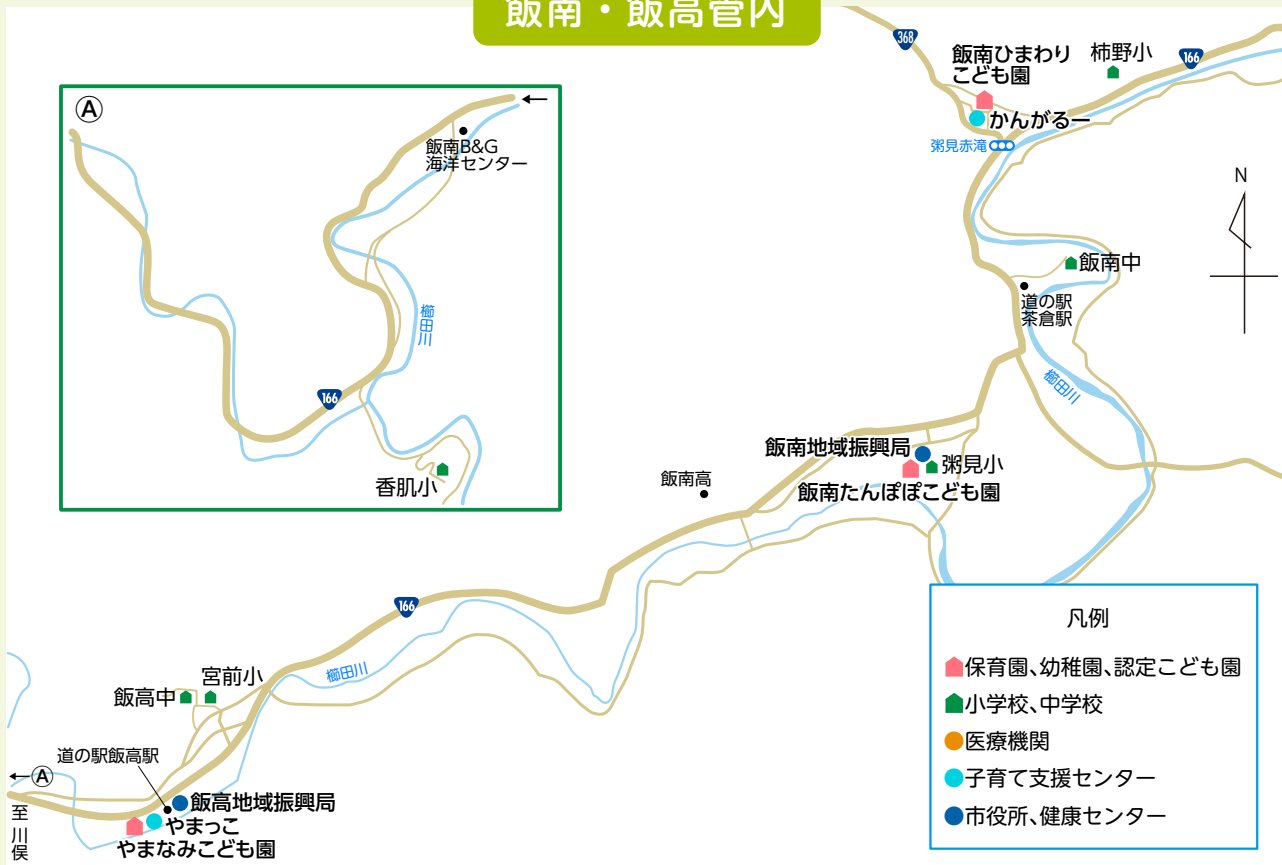 飯南・飯高管内
Ⓐ
飯南B&G
海洋センター
櫛田川
166
香肌小
368
飯南ひまわり
こども園
柿野小
166
かんがるー
粥見赤滝
N
飯南中
道の駅
茶倉駅
櫛田川
飯南地域振興局
粥見小
飯南たんぽぽこども園
飯南高
166
櫛田川
宮前小
飯高中
道の駅飯高駅
←Ⓐ
至川俣
飯高地域振興局
やまっこ
やまなみこども園
凡例
保育園、幼稚園、認定こども園
小学校、中学校
医療機関
子育て支援センター
市役所、健康センター